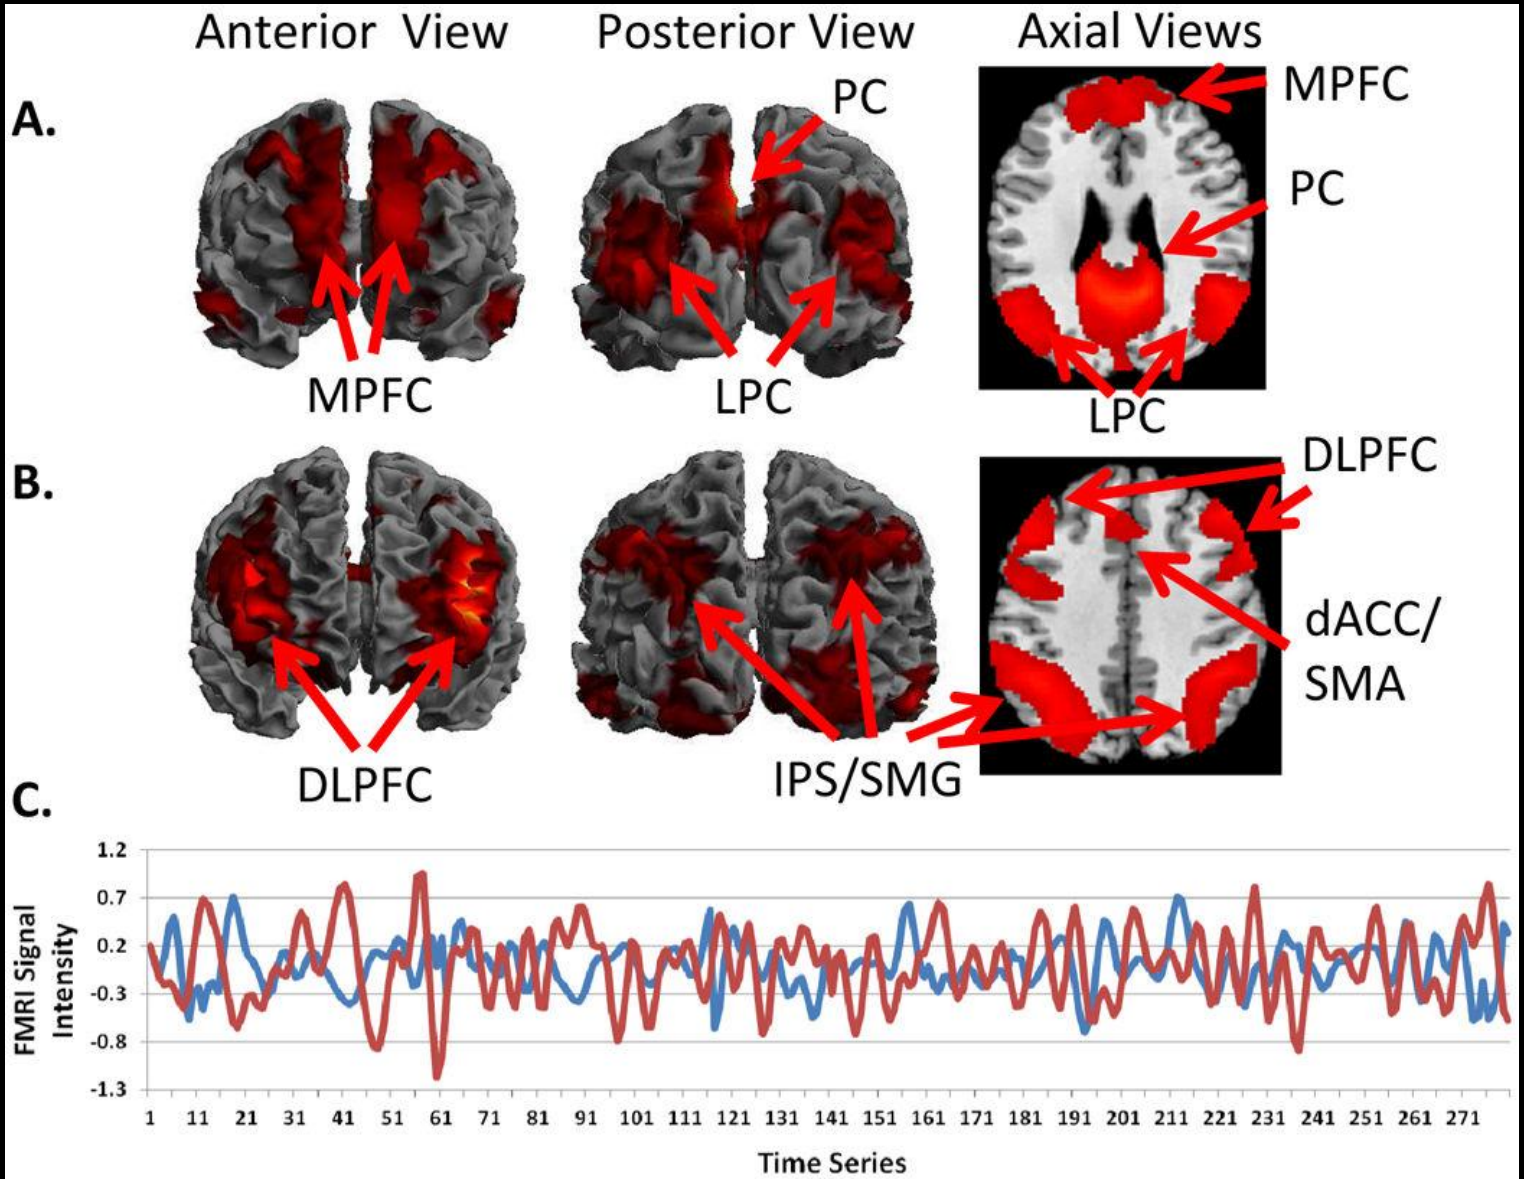 Anterior View
Posterior View
Axial Views
A.
PC
MPFC
PC
MPFC
LPC
LPC
B.
DLPFC
dACC/
SMA
DLPFC
IPS/SMG
C.
FMRI Signal
Intensity
1.2
0.7
0.2
-0.3
-0.8
-1.3
1 11 21 31 41 51 61 71 81 91 101 111 121 131 141 151 161 171 181 191 201 211 221 231 241 251 261 271
Time Series